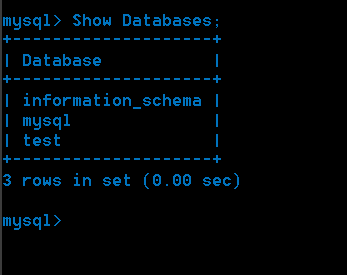 mysql> Show Databases;
+--------------------+
| Database           |
+--------------------+
| information_schema |
| mysql              |
| test               |
+--------------------+
3 rows in set (0.00 sec)
mysql>